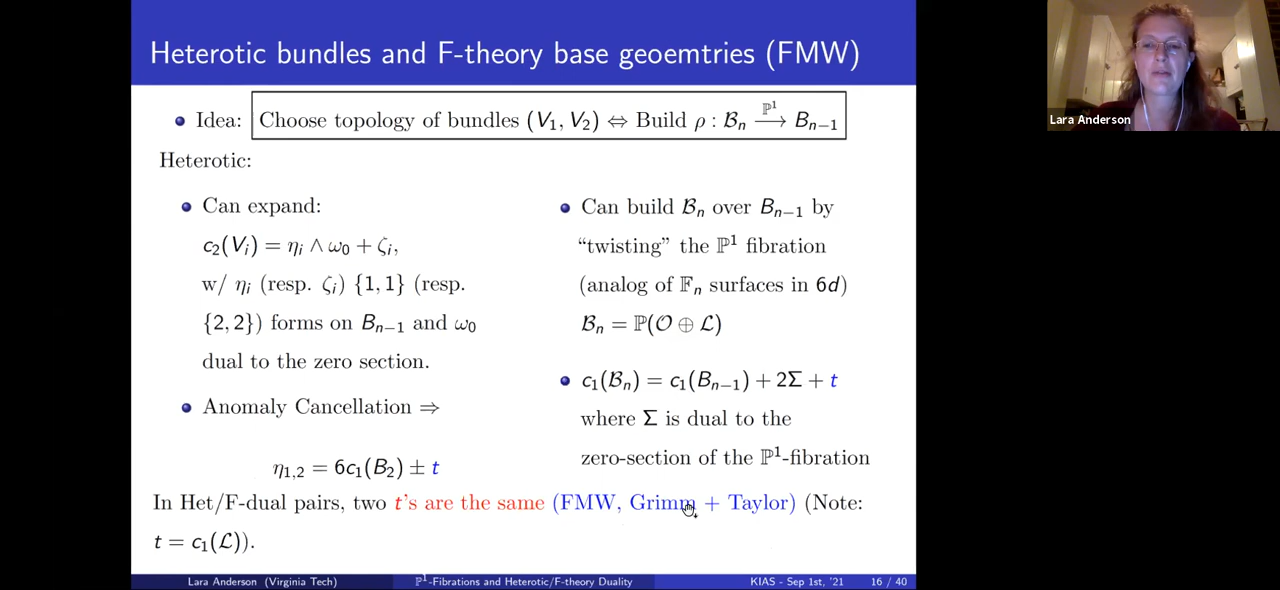 Heterotic bundles and F-theory base geoemtries (FMW)
Idea: Choose topology of bundles (V₁, V₂) ⇔ Build ρ : ℬₙ —ℙ¹→ Bₙ₋₁
Heterotic:
Can expand:
c₂(Vᵢ) = ηᵢ ∧ ω₀ + ζᵢ,
w/ ηᵢ (resp. ζᵢ) {1, 1} (resp.
{2, 2}) forms on Bₙ₋₁ and ω₀
dual to the zero section.
Anomaly Cancellation ⇒
η₁,₂ = 6c₁(B₂) ± t
Can build ℬₙ over Bₙ₋₁ by
“twisting” the ℙ¹ fibration
(analog of 𝔽ₙ surfaces in 6d)
ℬₙ = ℙ(𝒪 ⊕ ℒ)
c₁(ℬₙ) = c₁(Bₙ₋₁) + 2Σ + t
where Σ is dual to the
zero-section of the ℙ¹-fibration
In Het/F-dual pairs, two t's are the same (FMW, Grimm + Taylor) (Note:
t = c₁(ℒ)).
Lara Anderson (Virginia Tech) ℙ¹-Fibrations and Heterotic/F-theory Duality KIAS - Sep 1st, '21 16 / 40
Lara Anderson